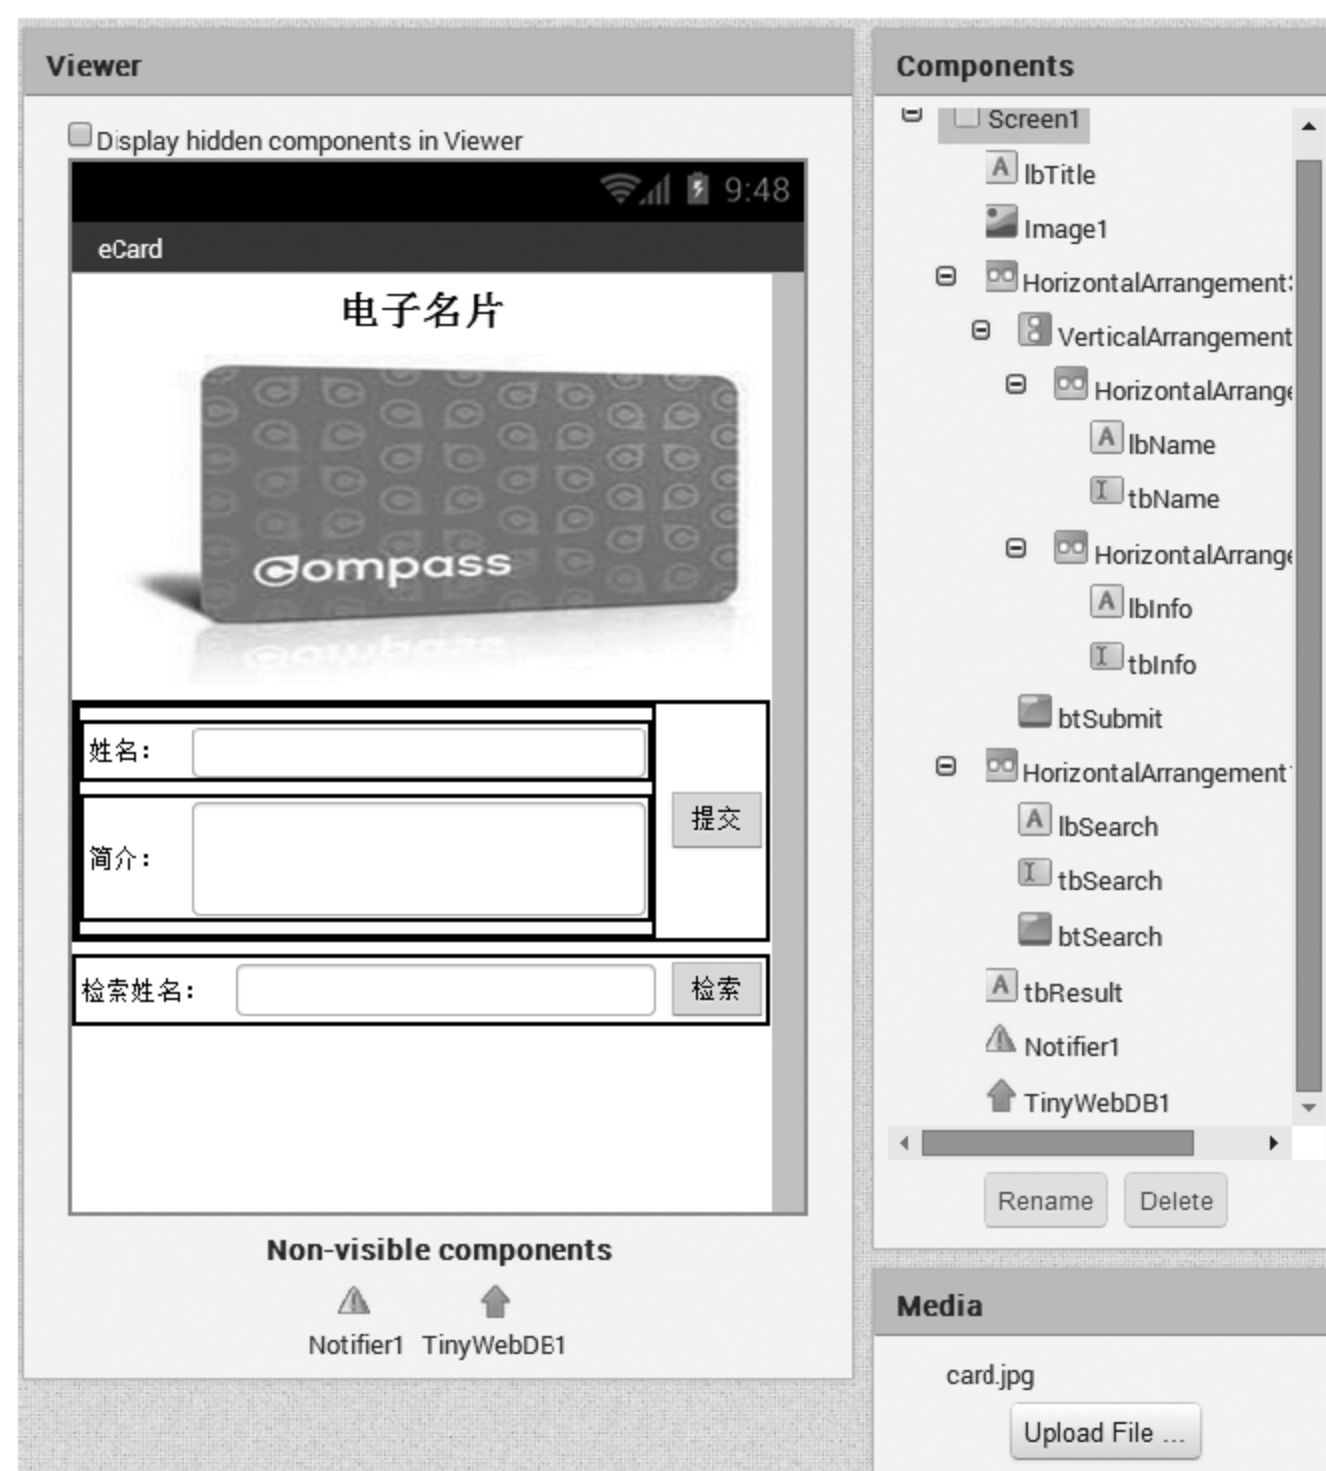 Viewer
Display hidden components in Viewer
9:48
eCard
电子名片
Compass
姓名：
简介：
提交
检索姓名：
检索
Non-visible components
Notifier1
TinyWebDB1
Components
Screen1
lbTitle
Image1
HorizontalArrangement
VerticalArrangement
HorizontalArrange
lbName
tbName
HorizontalArrange
lbInfo
tbInfo
btSubmit
HorizontalArrangement
lbSearch
tbSearch
btSearch
tbResult
Notifier1
TinyWebDB1
Rename
Delete
Media
card.jpg
Upload File ...